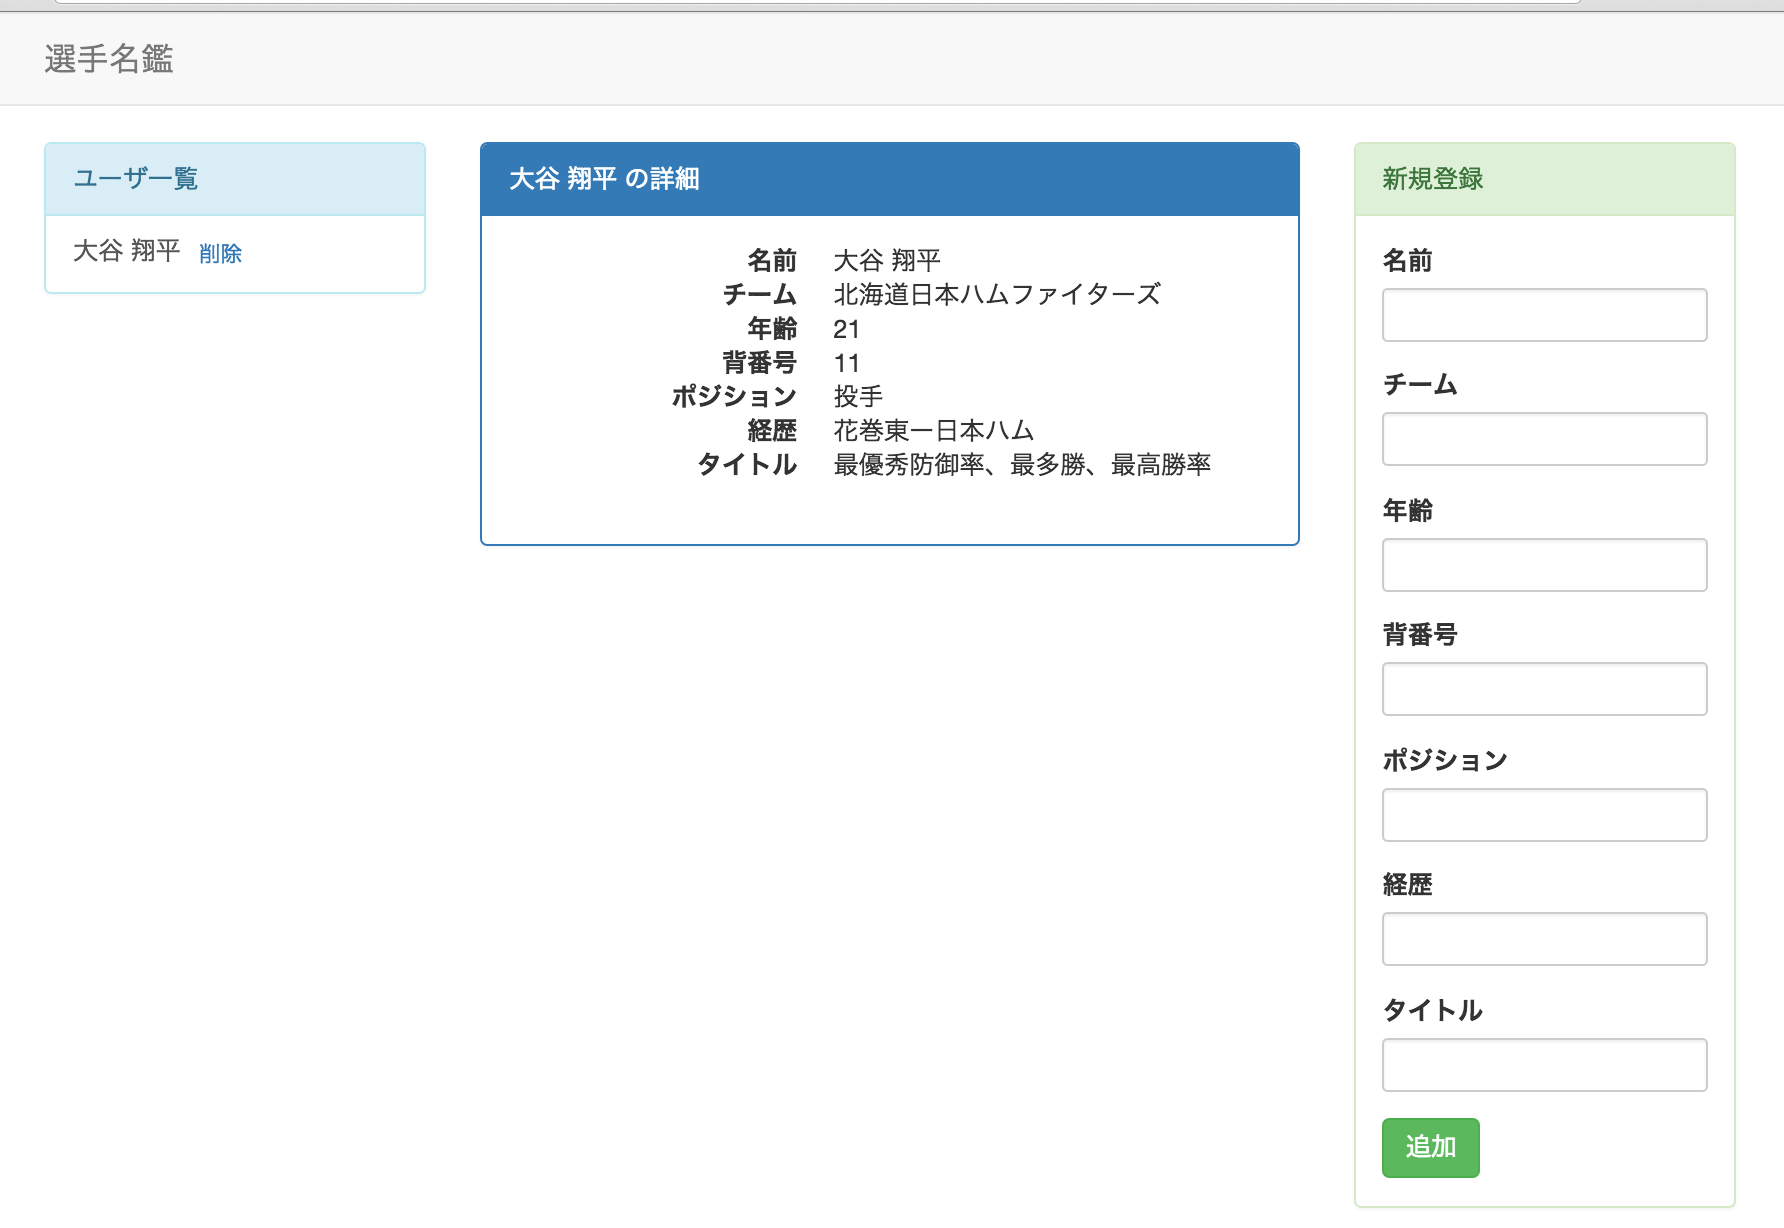 選手名鑑
ユーザ一覧
大谷 翔平 削除
大谷 翔平 の詳細
名前 大谷 翔平
チーム 北海道日本ハムファイターズ
年齢 21
背番号 11
ポジション 投手
経歴 花巻東ー日本ハム
タイトル 最優秀防御率、最多勝、最高勝率
新規登録
名前
チーム
年齢
背番号
ポジション
経歴
タイトル
追加